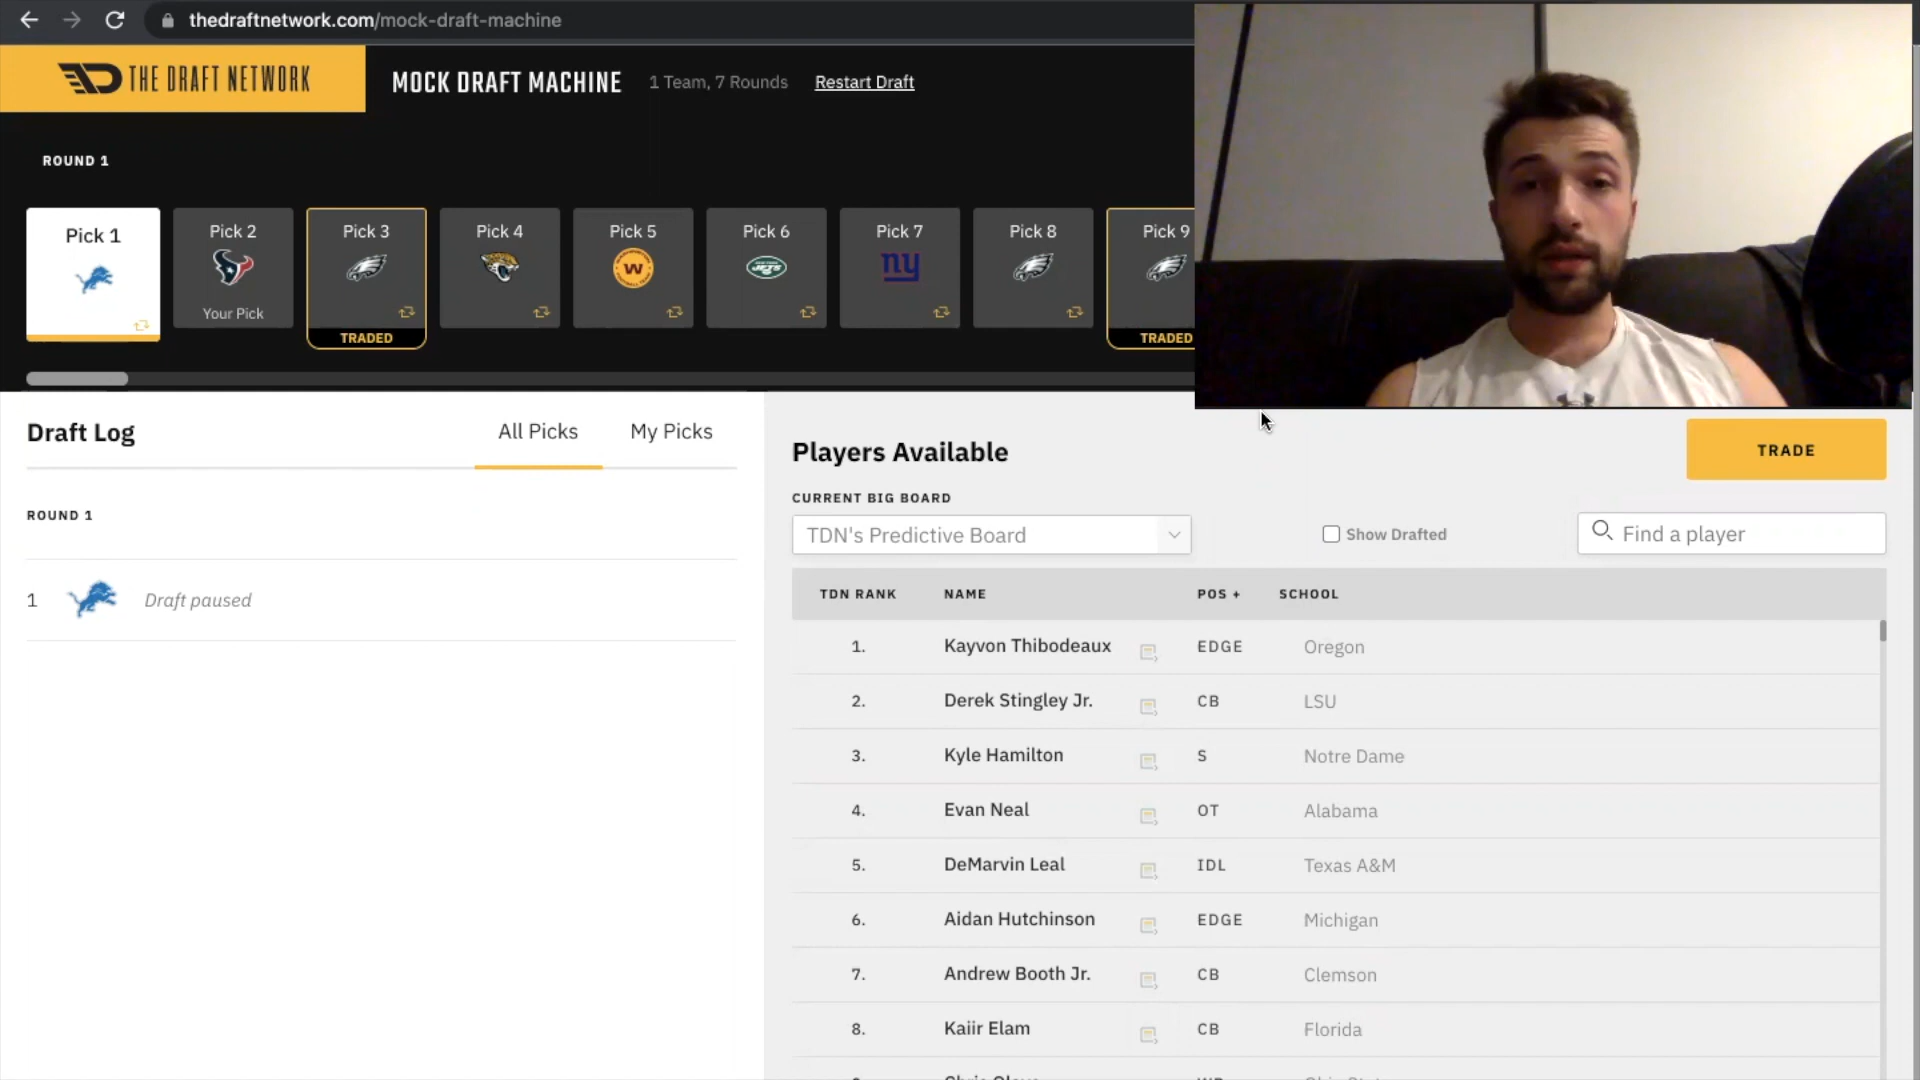 thedraftnetwork.com/mock-draft-machine
THE DRAFT NETWORK
MOCK DRAFT MACHINE
1 Team, 7 Rounds
Restart Draft
ROUND 1
Pick 1
Pick 2
Your Pick
Pick 3
TRADED
Pick 4
Pick 5
W
Pick 6
JETS
Pick 7
ny
Pick 8
Pick 9
TRADED
Draft Log
All Picks
My Picks
ROUND 1
1
Draft paused
Players Available
TRADE
CURRENT BIG BOARD
TDN's Predictive Board
Show Drafted
Find a player
TDN RANK NAME POS + SCHOOL
1. Kayvon Thibodeaux EDGE Oregon
2. Derek Stingley Jr. CB LSU
3. Kyle Hamilton S Notre Dame
4. Evan Neal OT Alabama
5. DeMarvin Leal IDL Texas A&M
6. Aidan Hutchinson EDGE Michigan
7. Andrew Booth Jr. CB Clemson
8. Kaiir Elam CB Florida